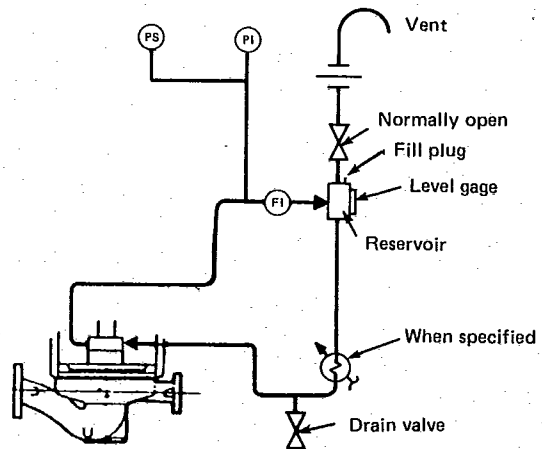 Vent
PS
PI
Normally open
Fill plug
Level gage
FI
Reservoir
When specified
Drain valve